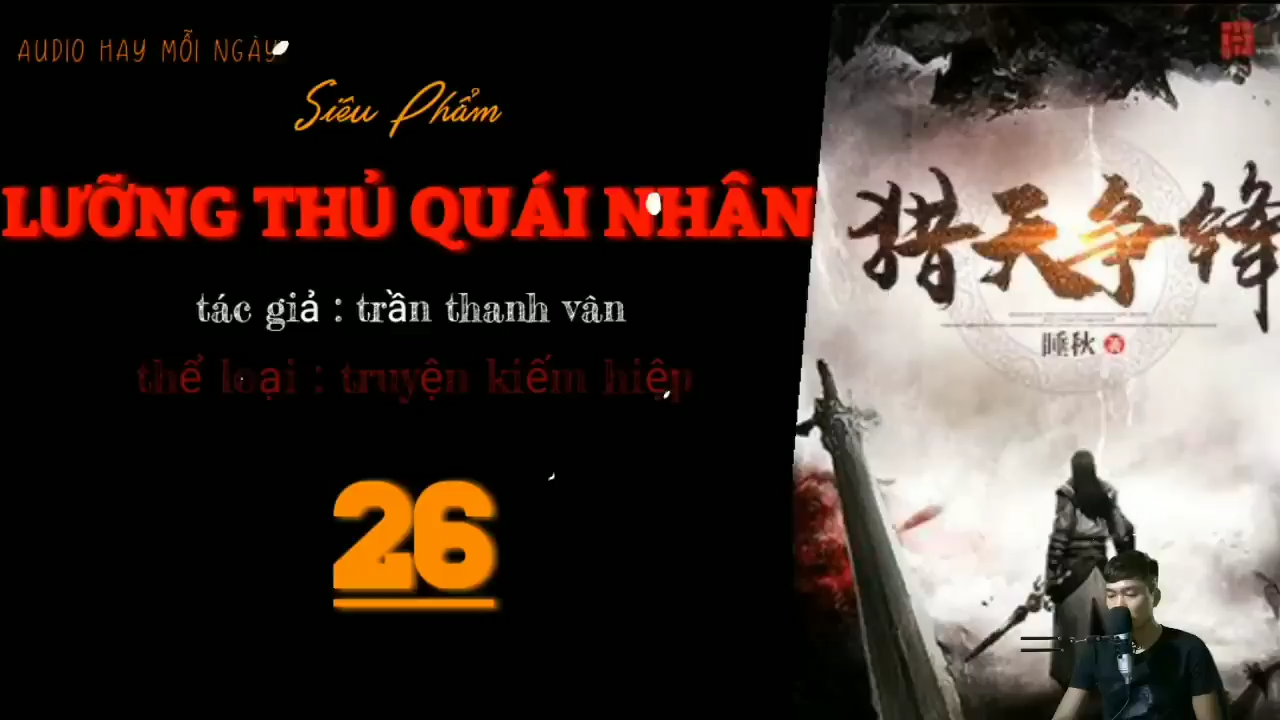 AUDIO HAY MỖI NGÀY
Siêu Phẩm
LƯỠNG THỦ QUÁI NHÂN
tác giả : trần thanh vân
thể loại : truyện kiếm hiệp
26
猎天争锋
睡秋